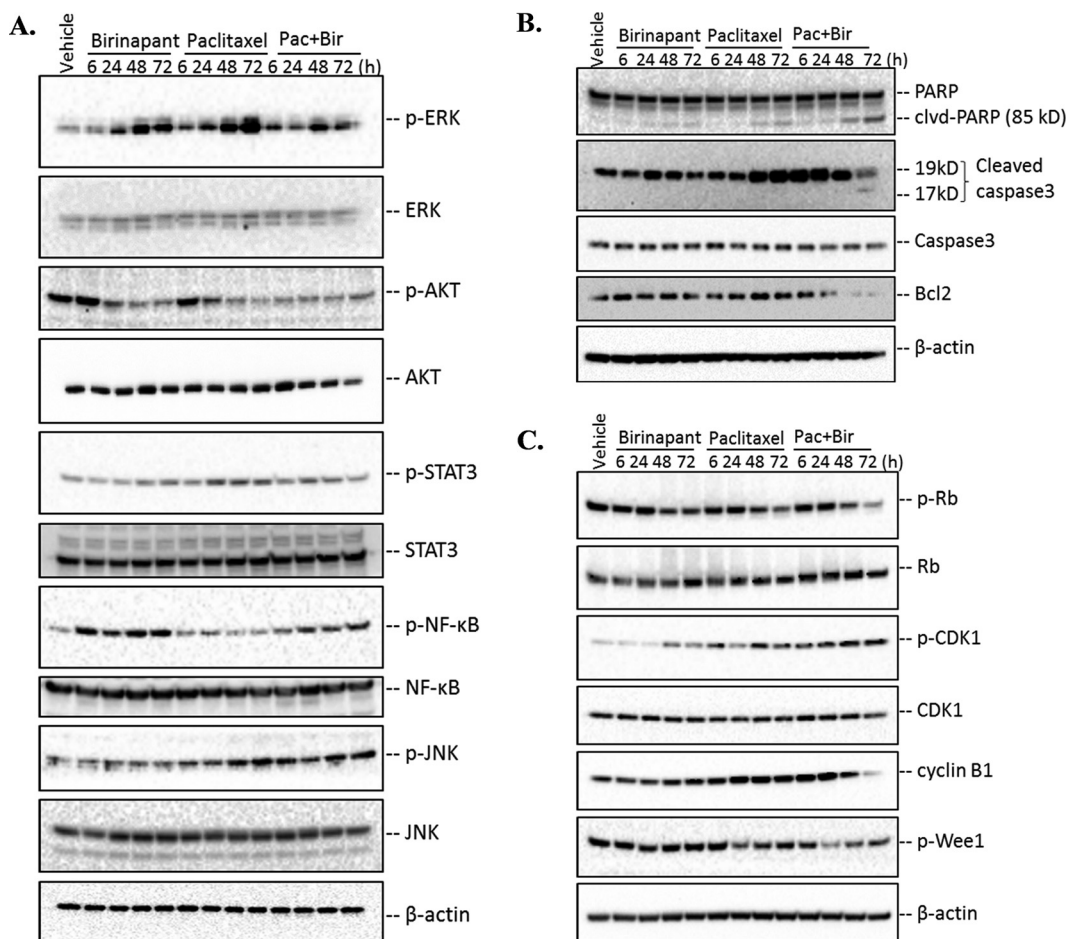 A.
Vehicle
Birinapant Paclitaxel Pac+Bir
6 24 48 72 6 24 48 72 6 24 48 72 (h)
-- p-ERK
-- ERK
-- p-AKT
-- AKT
-- p-STAT3
-- STAT3
-- p-NF-κB
-- NF-κB
-- p-JNK
-- JNK
-- β-actin
B.
Vehicle
Birinapant Paclitaxel Pac+Bir
6 24 48 72 6 24 48 72 6 24 48 72 (h)
-- PARP
-- clvd-PARP (85 kD)
-- 19kD
-- 17kD
Cleaved
caspase3
-- Caspase3
-- Bcl2
-- β-actin
C.
Vehicle
Birinapant Paclitaxel Pac+Bir
6 24 48 72 6 24 48 72 6 24 48 72 (h)
-- p-Rb
-- Rb
-- p-CDK1
-- CDK1
-- cyclin B1
-- p-Wee1
-- β-actin